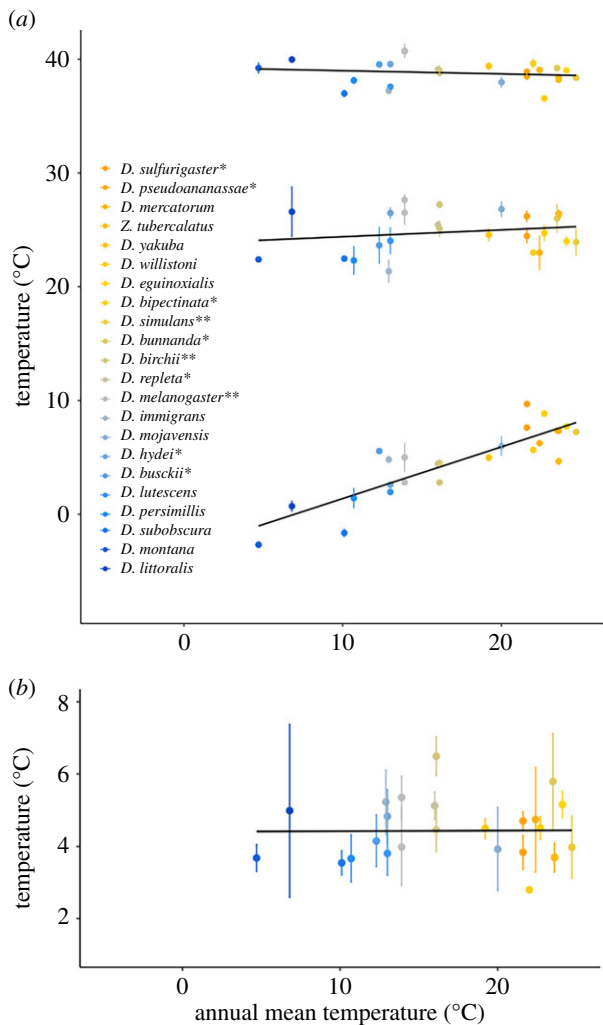 (a)
40
30
20
10
0
temperature (°C)
D. sulfurigaster*
D. pseudoananassae*
D. mercatorum
Z. tubercalatus
D. yakuba
D. willistoni
D. eguinoxialis
D. bipectinata*
D. simulans**
D. bunnanda*
D. birchii**
D. repleta*
D. melanogaster**
D. immigrans
D. mojavensis
D. hydei*
D. busckii*
D. lutescens
D. persimillis
D. subobscura
D. montana
D. littoralis
0 10 20
(b)
8
6
4
2
temperature (°C)
0 10 20
annual mean temperature (°C)